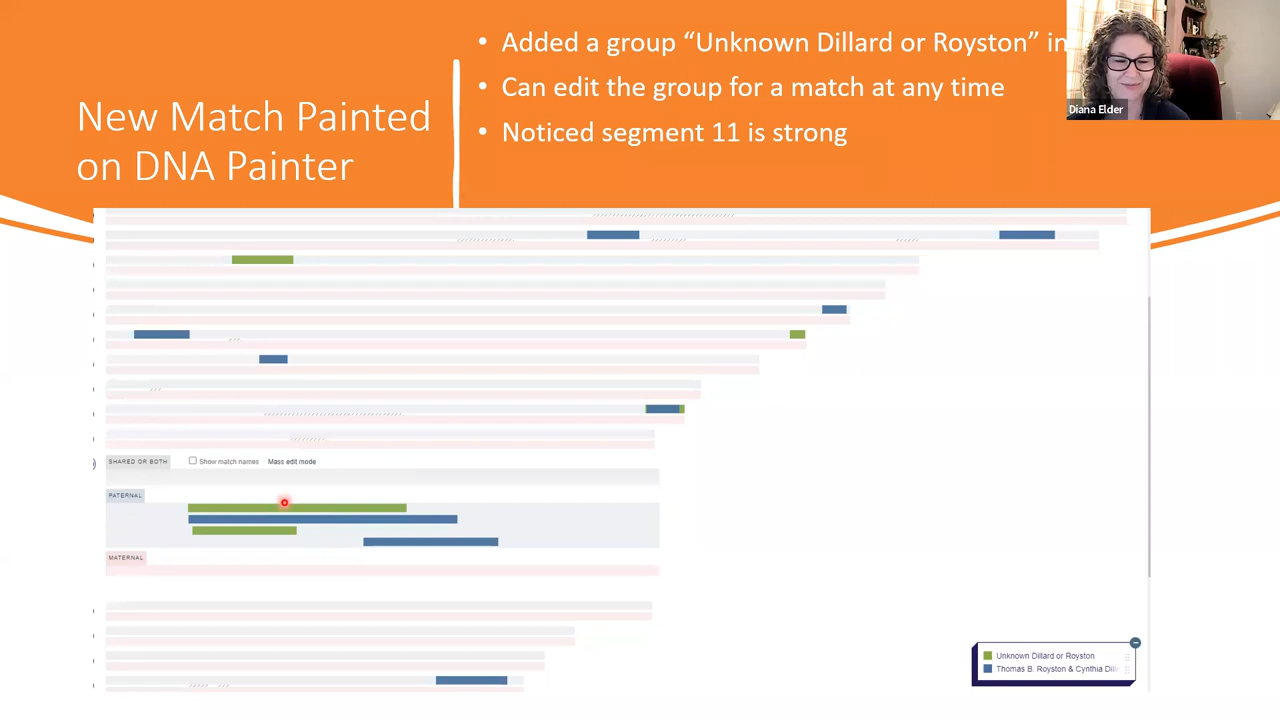 New Match Painted
on DNA Painter
• Added a group “Unknown Dillard or Royston” in
• Can edit the group for a match at any time
• Noticed segment 11 is strong
Diana Elder
SHARED OR BOTH
Show match names Mass edit mode
PATERNAL
MATERNAL
Unknown Dillard or Royston
Thomas B. Royston & Cynthia Dill